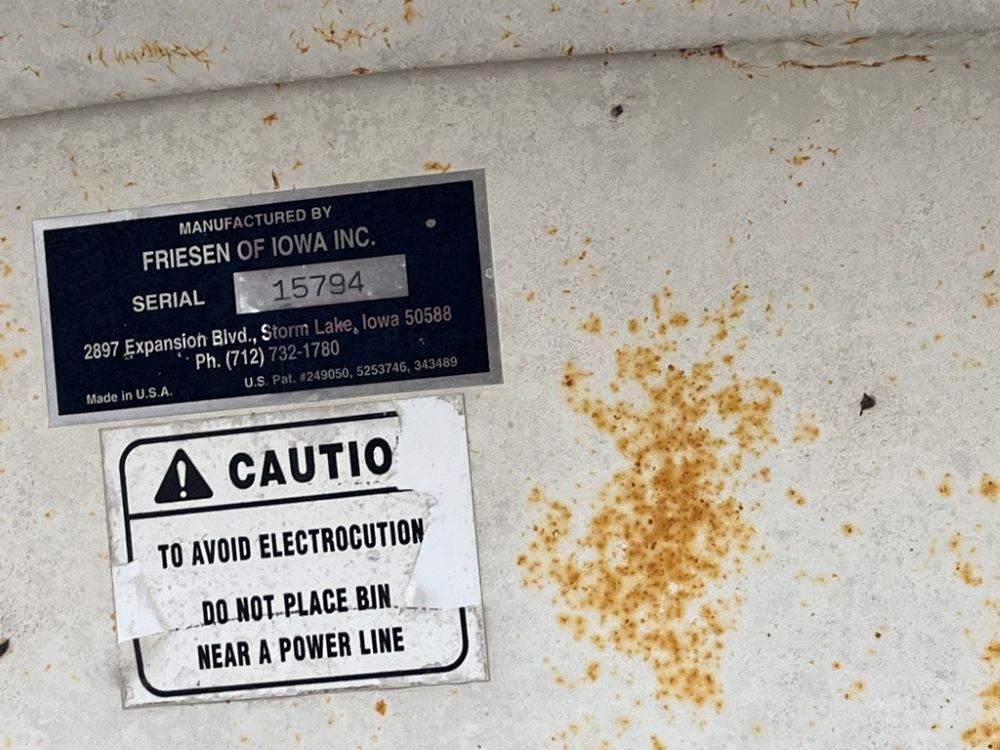 MANUFACTURED BY
FRIESEN OF IOWA INC.
SERIAL 15794
2897 Expansion Blvd., Storm Lake, Iowa 50588
Ph. (712) 732-1780
Made in U.S.A. U.S. Pat. #249050, 5253746, 343489
CAUTIO
TO AVOID ELECTROCUTION
DO NOT PLACE BIN
NEAR A POWER LINE